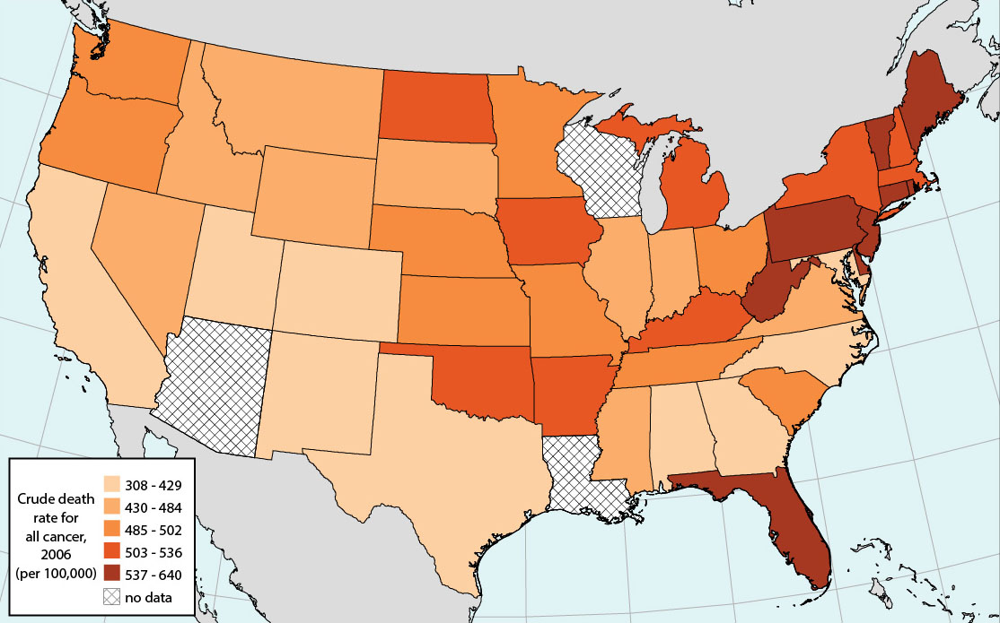 Crude death
rate for
all cancer,
2006
(per 100,000)
308 - 429
430 - 484
485 - 502
503 - 536
537 - 640
no data